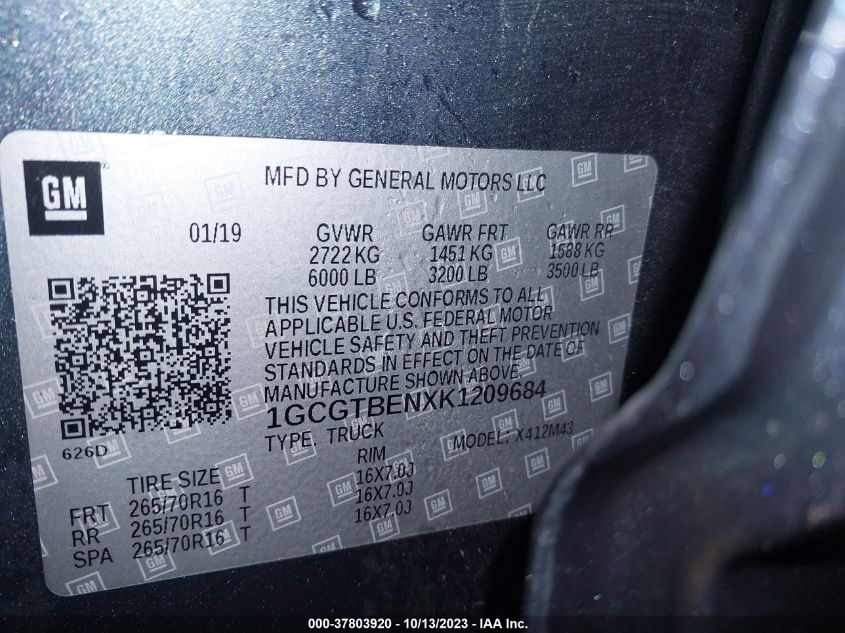 GM
MFD BY GENERAL MOTORS LLC
01/19 GVWR GAWR FRT GAWR RR
2722 KG 1451 KG 1588 KG
6000 LB 3200 LB 3500 LB
THIS VEHICLE CONFORMS TO ALL
APPLICABLE U.S. FEDERAL MOTOR
VEHICLE SAFETY AND THEFT PREVENTION
STANDARDS IN EFFECT ON THE DATE OF
MANUFACTURE SHOWN ABOVE.
1GCGTBENXK1209684
626D TYPE: TRUCK MODEL: X412M43
TIRE SIZE RIM
FRT 265/70R16 T 16X7.0J
RR 265/70R16 T 16X7.0J
SPA 265/70R16 T 16X7.0J
000-37803920 - 10/13/2023 - IAA Inc.